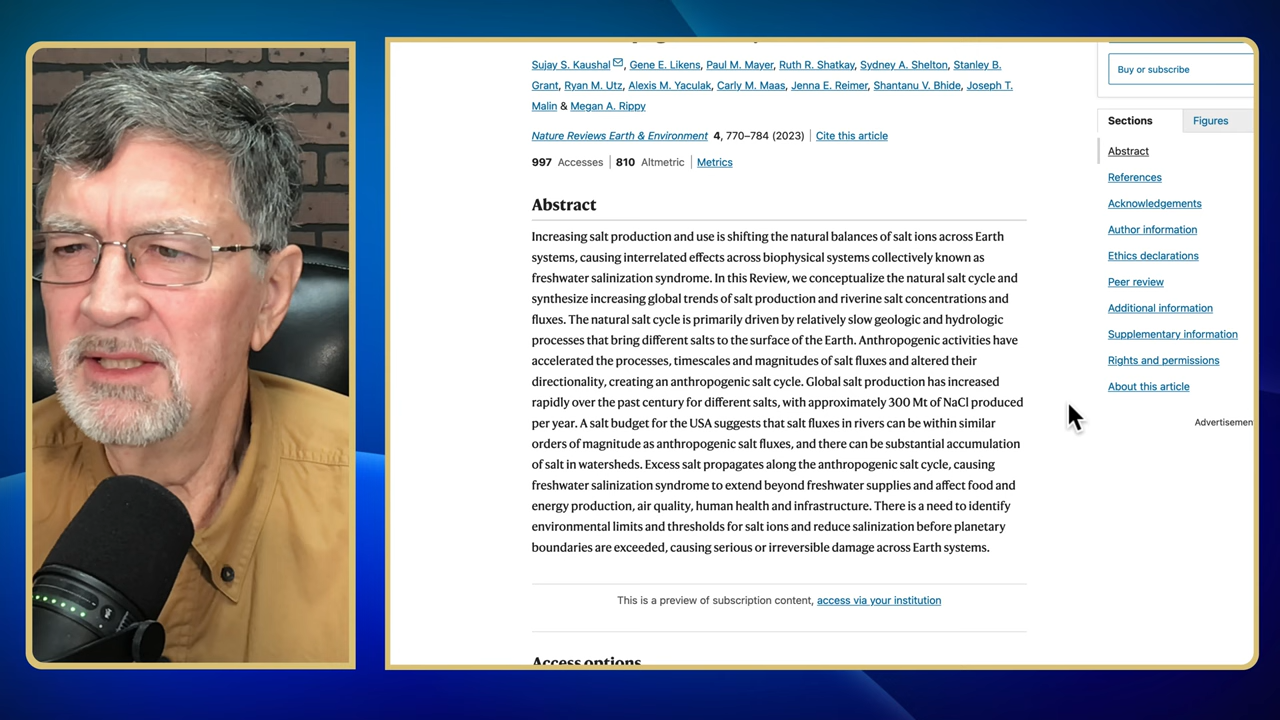 Sujay S. Kaushal, Gene E. Likens, Paul M. Mayer, Ruth R. Shatkay, Sydney A. Shelton, Stanley B.
Grant, Ryan M. Utz, Alexis M. Yaculak, Carly M. Maas, Jenna E. Reimer, Shantanu V. Bhide, Joseph T.
Malin & Megan A. Rippy
Nature Reviews Earth & Environment 4, 770–784 (2023) | Cite this article
997 Accesses | 810 Altmetric | Metrics
Abstract
Increasing salt production and use is shifting the natural balances of salt ions across Earth
systems, causing interrelated effects across biophysical systems collectively known as
freshwater salinization syndrome. In this Review, we conceptualize the natural salt cycle and
synthesize increasing global trends of salt production and riverine salt concentrations and
fluxes. The natural salt cycle is primarily driven by relatively slow geologic and hydrologic
processes that bring different salts to the surface of the Earth. Anthropogenic activities have
accelerated the processes, timescales and magnitudes of salt fluxes and altered their
directionality, creating an anthropogenic salt cycle. Global salt production has increased
rapidly over the past century for different salts, with approximately 300 Mt of NaCl produced
per year. A salt budget for the USA suggests that salt fluxes in rivers can be within similar
orders of magnitude as anthropogenic salt fluxes, and there can be substantial accumulation
of salt in watersheds. Excess salt propagates along the anthropogenic salt cycle, causing
freshwater salinization syndrome to extend beyond freshwater supplies and affect food and
energy production, air quality, human health and infrastructure. There is a need to identify
environmental limits and thresholds for salt ions and reduce salinization before planetary
boundaries are exceeded, causing serious or irreversible damage across Earth systems.
This is a preview of subscription content, access via your institution
Access options
Buy or subscribe
Sections
Figures
Abstract
References
Acknowledgements
Author information
Ethics declarations
Peer review
Additional information
Supplementary information
Rights and permissions
About this article
Advertisemen